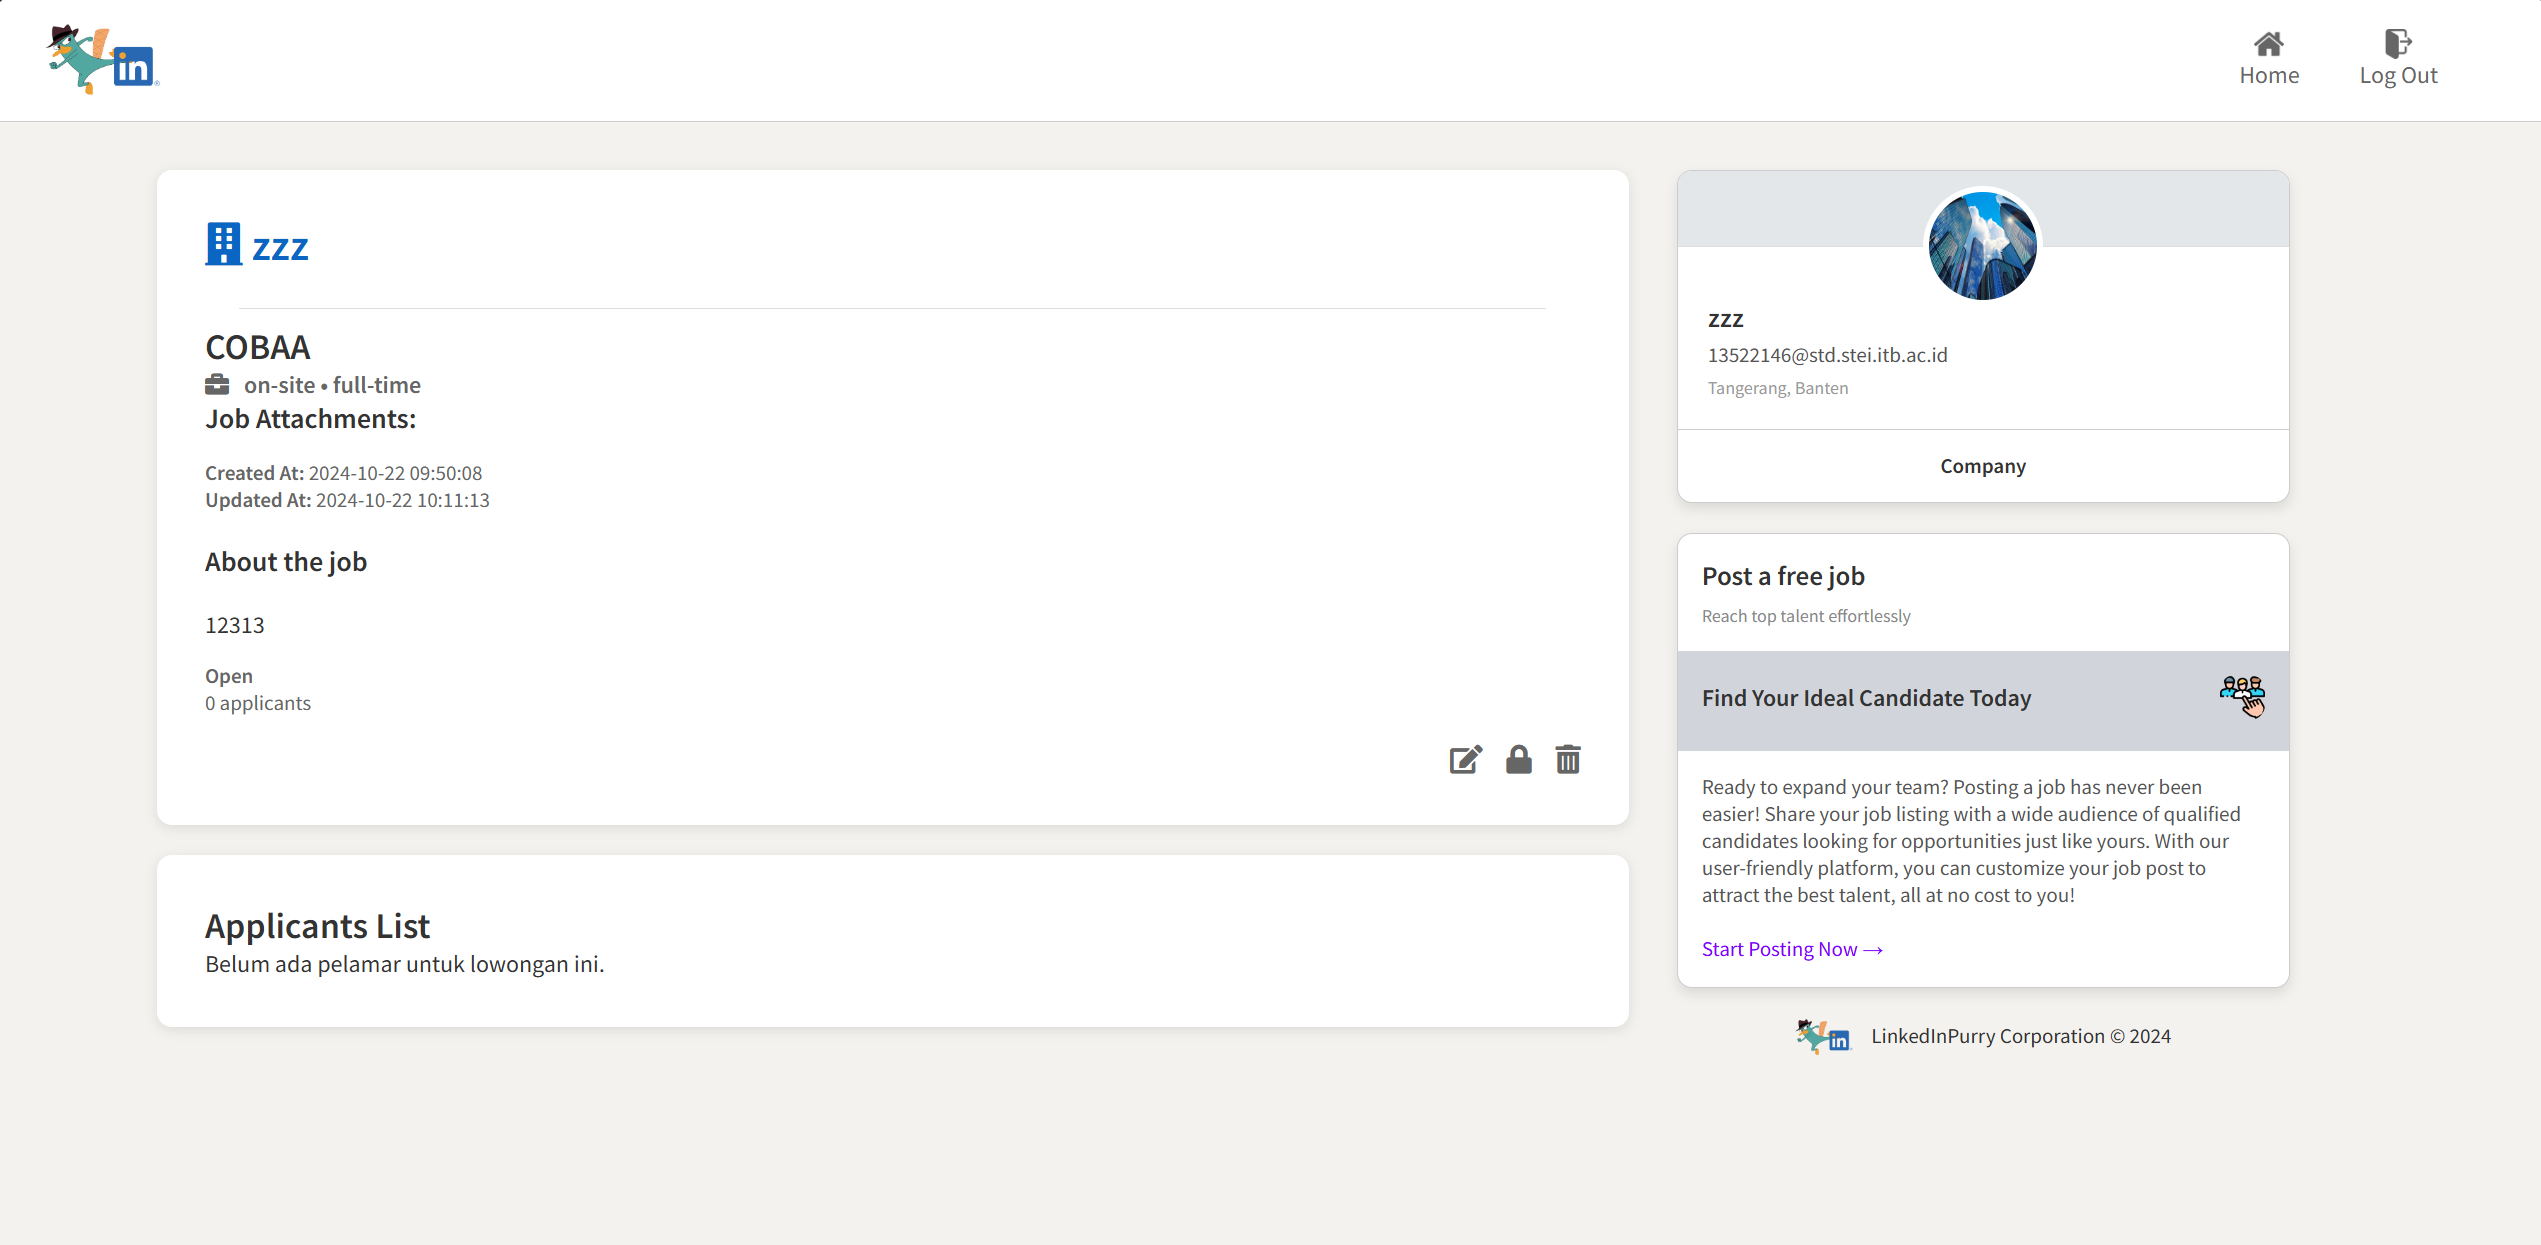 in
Home
Log Out
zzz
COBAA
on-site • full-time
Job Attachments:
Created At: 2024-10-22 09:50:08
Updated At: 2024-10-22 10:11:13
About the job
12313
Open
0 applicants
Applicants List
Belum ada pelamar untuk lowongan ini.
zzz
13522146@std.stei.itb.ac.id
Tangerang, Banten
Company
Post a free job
Reach top talent effortlessly
Find Your Ideal Candidate Today
Ready to expand your team? Posting a job has never been
easier! Share your job listing with a wide audience of qualified
candidates looking for opportunities just like yours. With our
user-friendly platform, you can customize your job post to
attract the best talent, all at no cost to you!
Start Posting Now →
in
LinkedInPurry Corporation © 2024